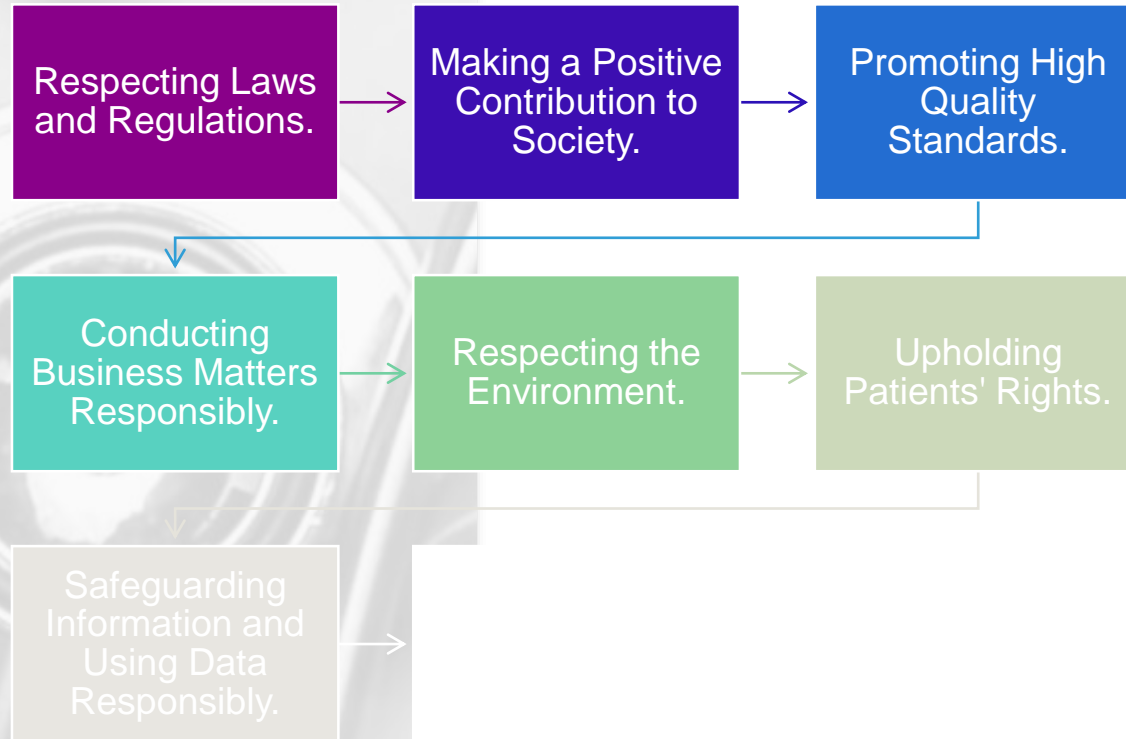 Respecting Laws
and Regulations.
Making a Positive
Contribution to
Society.
Promoting High
Quality
Standards.
Conducting
Business Matters
Responsibly.
Respecting the
Environment.
Upholding
Patients' Rights.
Safeguarding
Information and
Using Data
Responsibly.